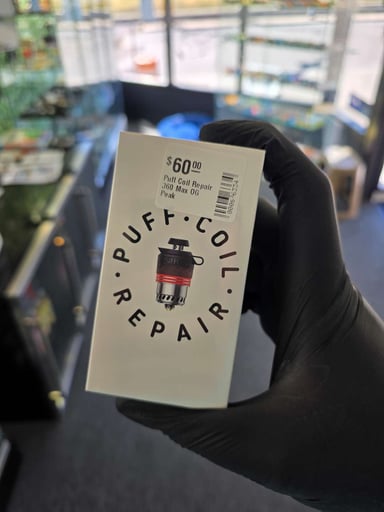 $60.00
Puff Coil Repair
360 Max OG
Peak
PUFF · COIL ·
REPAIR